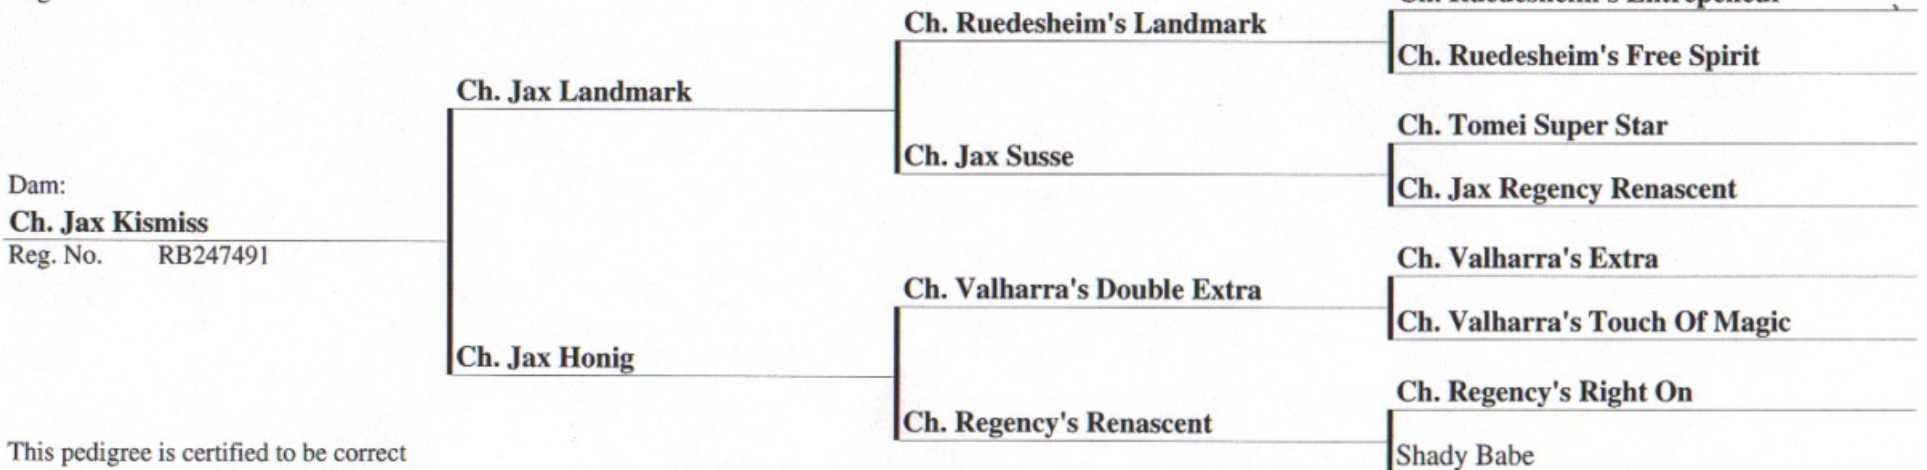 Ch. Ruedesheim's Entrepeneur
Ch. Ruedesheim's Landmark
Ch. Ruedesheim's Free Spirit
Ch. Jax Landmark
Ch. Tomei Super Star
Ch. Jax Susse
Ch. Jax Regency Renascent
Dam:
Ch. Jax Kismiss
Reg. No. RB247491
Ch. Valharra's Extra
Ch. Valharra's Double Extra
Ch. Valharra's Touch Of Magic
Ch. Jax Honig
Ch. Regency's Right On
Ch. Regency's Renascent
Shady Babe
This pedigree is certified to be correct